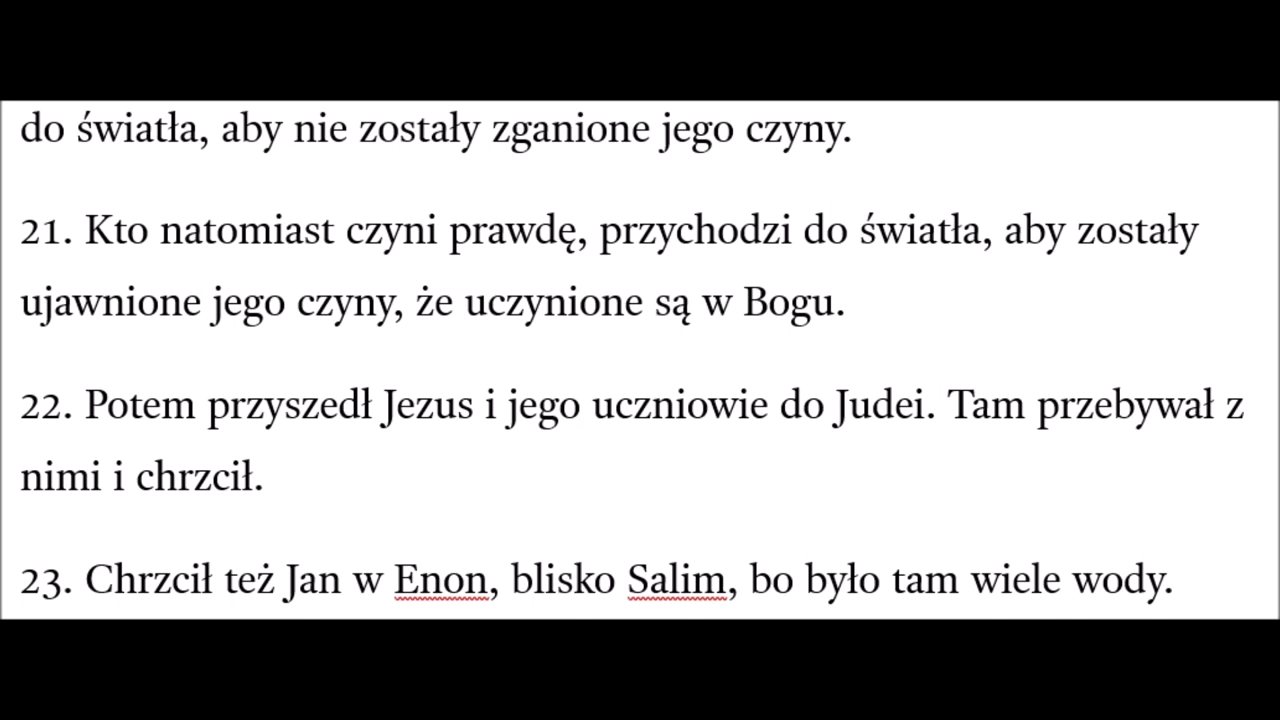 do światła, aby nie zostały zganione jego czyny.
21. Kto natomiast czyni prawdę, przychodzi do światła, aby zostały
ujawnione jego czyny, że uczynione są w Bogu.
22. Potem przyszedł Jezus i jego uczniowie do Judei. Tam przebywał z
nimi i chrzcił.
23. Chrzcił też Jan w Enon, blisko Salim, bo było tam wiele wody.